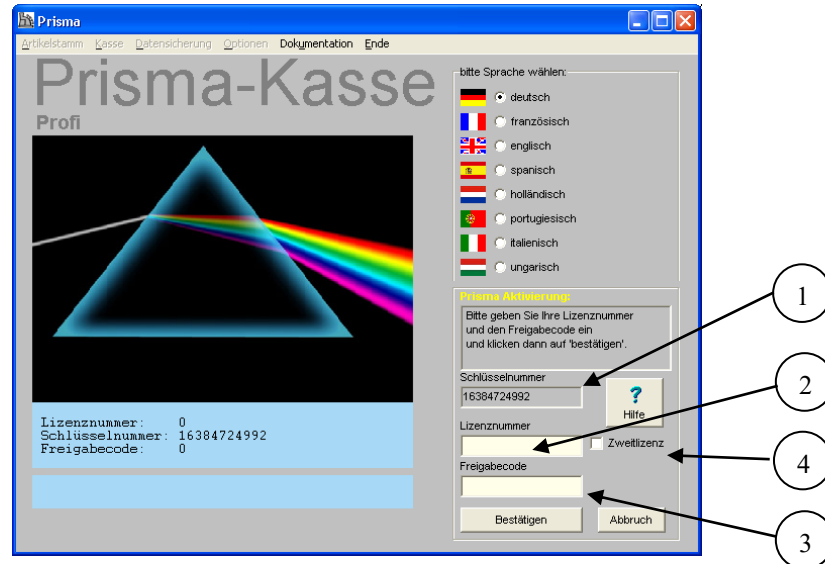 Prisma
Artikelstamm Kasse Datensicherung Optionen Dokumentation Ende
Prisma-Kasse
Profi
bitte Sprache wählen:
deutsch
französisch
englisch
spanisch
holländisch
portugiesisch
italienisch
ungarisch
Prisma Aktivierung:
Bitte geben Sie Ihre Lizenznummer
und den Freigabecode ein
und klicken dann auf 'bestätigen'.
Schlüsselnummer
16384724992
?
Hilfe
Lizenznummer
Zweitlizenz
Freigabecode
Bestätigen Abbruch
Lizenznummer: 0
Schlüsselnummer: 16384724992
Freigabecode: 0
1
2
4
3